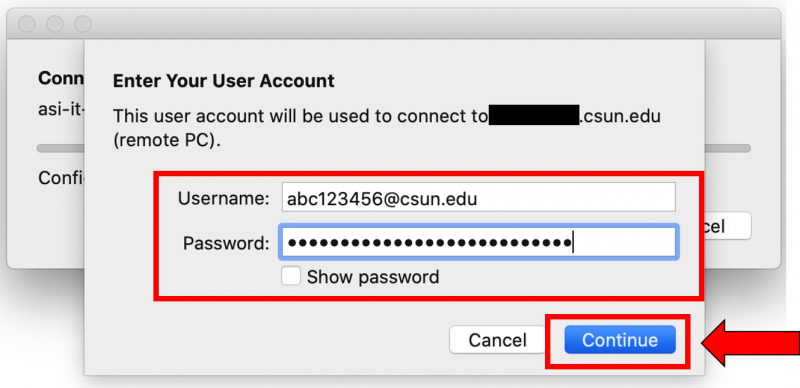 Enter Your User Account
Conn
This user account will be used to connect to .csun.edu
asi-it-
(remote PC).
Confi
Username: abc123456@csun.edu
Password: ●●●●●●●●●●●●●●●●●●●●●●●●●●●
cel
Show password
Cancel Continue